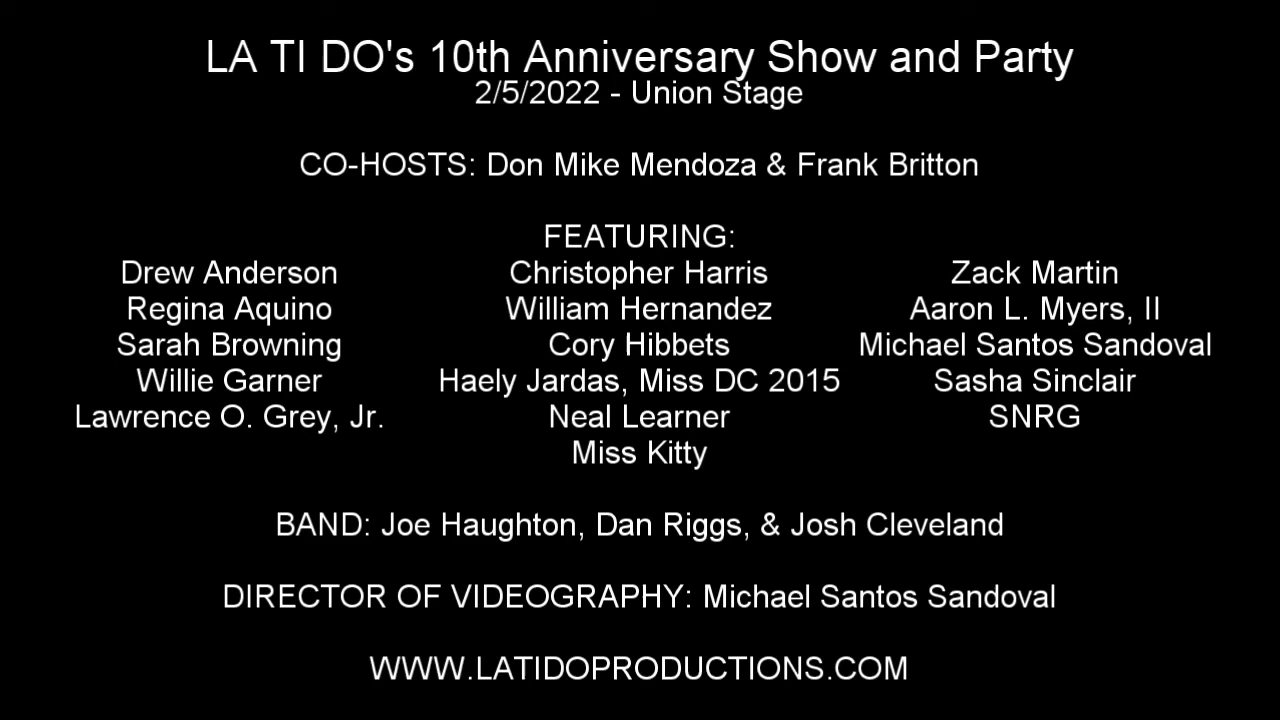 LA TI DO's 10th Anniversary Show and Party
2/5/2022 - Union Stage
CO-HOSTS: Don Mike Mendoza & Frank Britton
FEATURING:
Drew Anderson
Regina Aquino
Sarah Browning
Willie Garner
Lawrence O. Grey, Jr.
Christopher Harris
William Hernandez
Cory Hibbets
Haely Jardas, Miss DC 2015
Neal Learner
Miss Kitty
Zack Martin
Aaron L. Myers, II
Michael Santos Sandoval
Sasha Sinclair
SNRG
BAND: Joe Haughton, Dan Riggs, & Josh Cleveland
DIRECTOR OF VIDEOGRAPHY: Michael Santos Sandoval
WWW.LATIDOPRODUCTIONS.COM